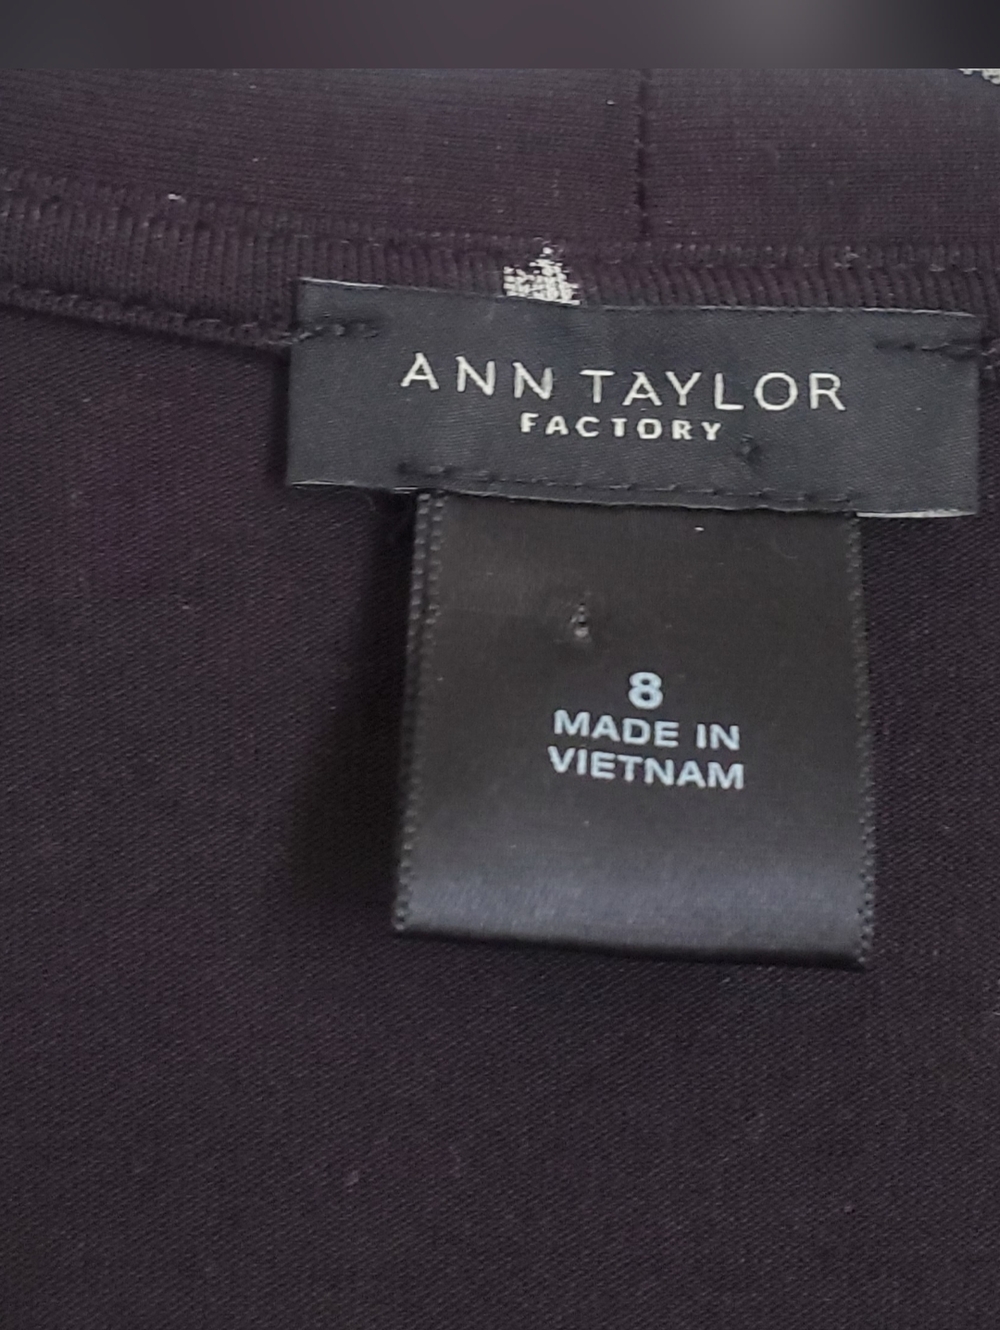 ANN TAYLOR
FACTORY
8
MADE IN
VIETNAM